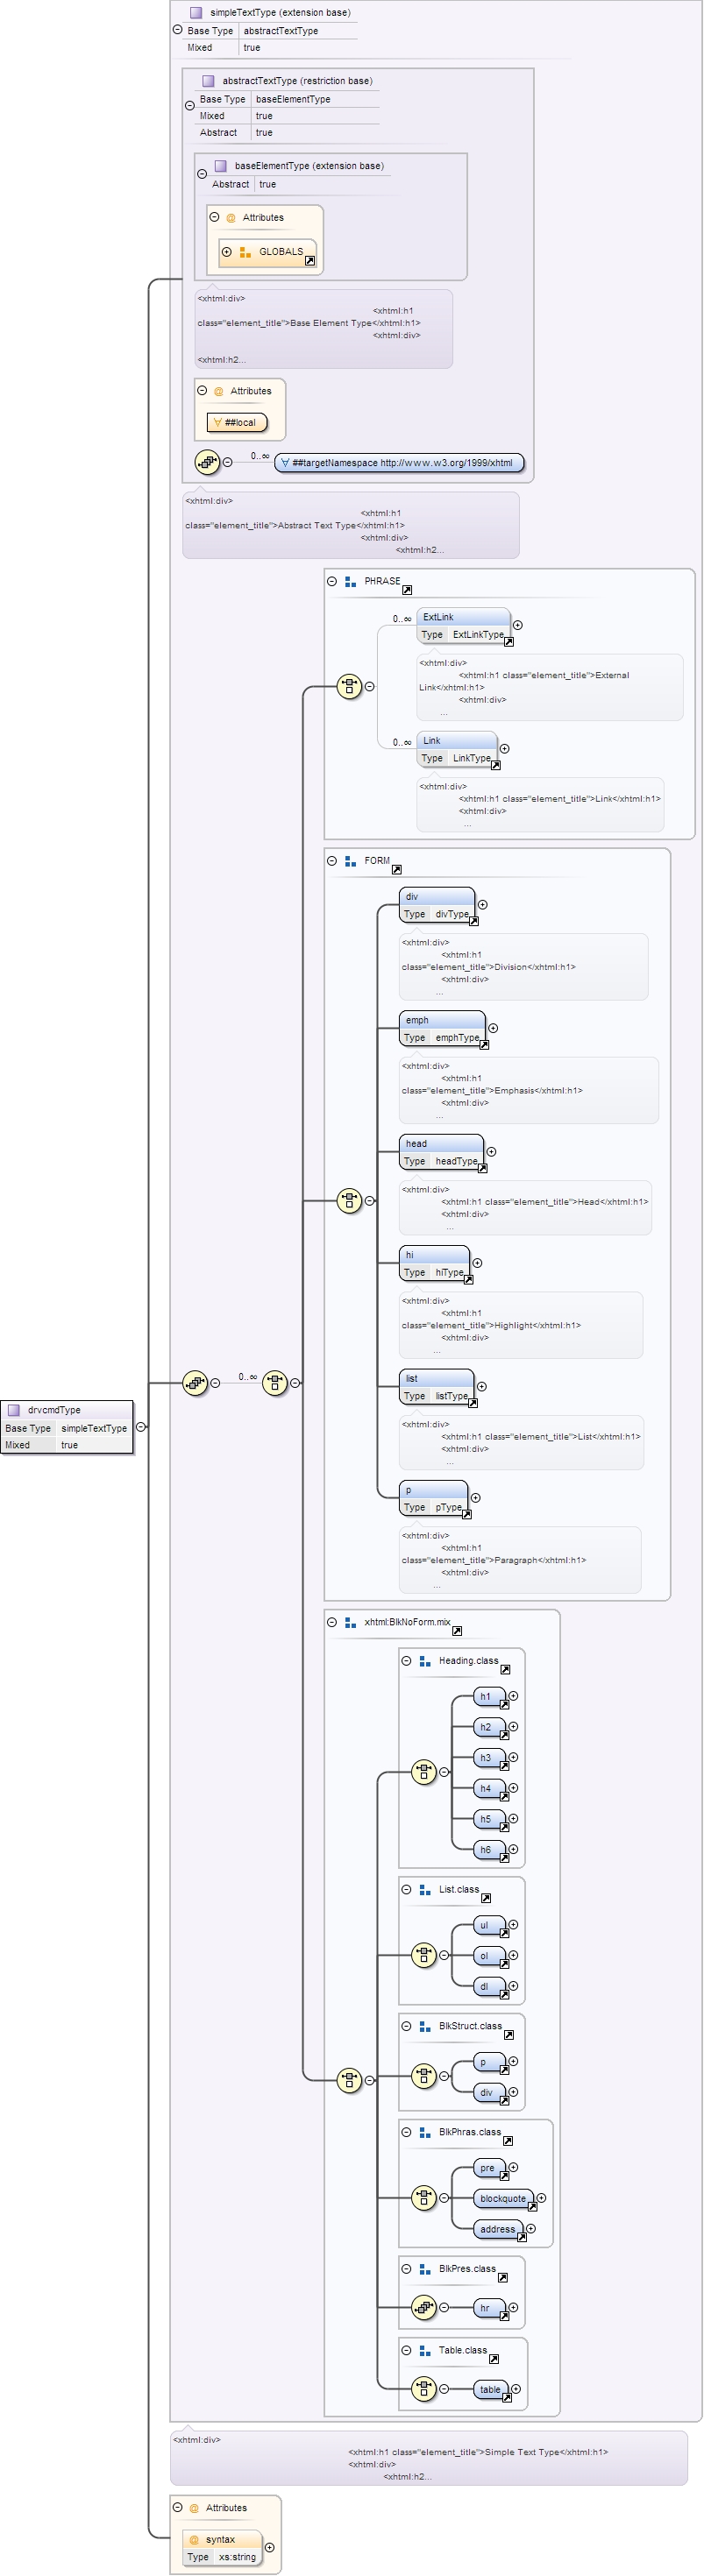 simpleTextType (extension base)
Base Type abstractTextType
Mixed true
abstractTextType (restriction base)
Base Type baseElementType
Mixed true
Abstract true
baseElementType (extension base)
Abstract true
@ Attributes
GLOBALS
<xhtml:div>
<xhtml:h1
class="element_title">Base Element Type</xhtml:h1>
<xhtml:div>
<xhtml:h2...
@ Attributes
∀ ##local
0..∞
∀ ##targetNamespace http://www.w3.org/1999/xhtml
<xhtml:div>
<xhtml:h1
class="element_title">Abstract Text Type</xhtml:h1>
<xhtml:div>
<xhtml:h2...
PHRASE
0..∞
ExtLink
Type ExtLinkType
<xhtml:div>
<xhtml:h1 class="element_title">External
Link</xhtml:h1>
<xhtml:div>
...
0..∞
Link
Type LinkType
<xhtml:div>
<xhtml:h1 class="element_title">Link</xhtml:h1>
<xhtml:div>
...
FORM
div
Type divType
<xhtml:div>
<xhtml:h1
class="element_title">Division</xhtml:h1>
<xhtml:div>
...
emph
Type emphType
<xhtml:div>
<xhtml:h1
class="element_title">Emphasis</xhtml:h1>
<xhtml:div>
...
head
Type headType
<xhtml:div>
<xhtml:h1 class="element_title">Head</xhtml:h1>
<xhtml:div>
...
hi
Type hiType
<xhtml:div>
<xhtml:h1
class="element_title">Highlight</xhtml:h1>
<xhtml:div>
...
0..∞
list
Type listType
<xhtml:div>
<xhtml:h1 class="element_title">List</xhtml:h1>
<xhtml:div>
...
drvcmdType
Base Type simpleTextType
Mixed true
p
Type pType
<xhtml:div>
<xhtml:h1
class="element_title">Paragraph</xhtml:h1>
<xhtml:div>
...
xhtml:BlkNoForm.mix
Heading.class
h1
h2
h3
h4
h5
h6
List.class
ul
ol
dl
BlkStruct.class
p
div
BlkPhras.class
pre
blockquote
address
BlkPres.class
hr
Table.class
table
<xhtml:div>
<xhtml:h1 class="element_title">Simple Text Type</xhtml:h1>
<xhtml:div>
<xhtml:h2...
@ Attributes
@ syntax
Type xs:string